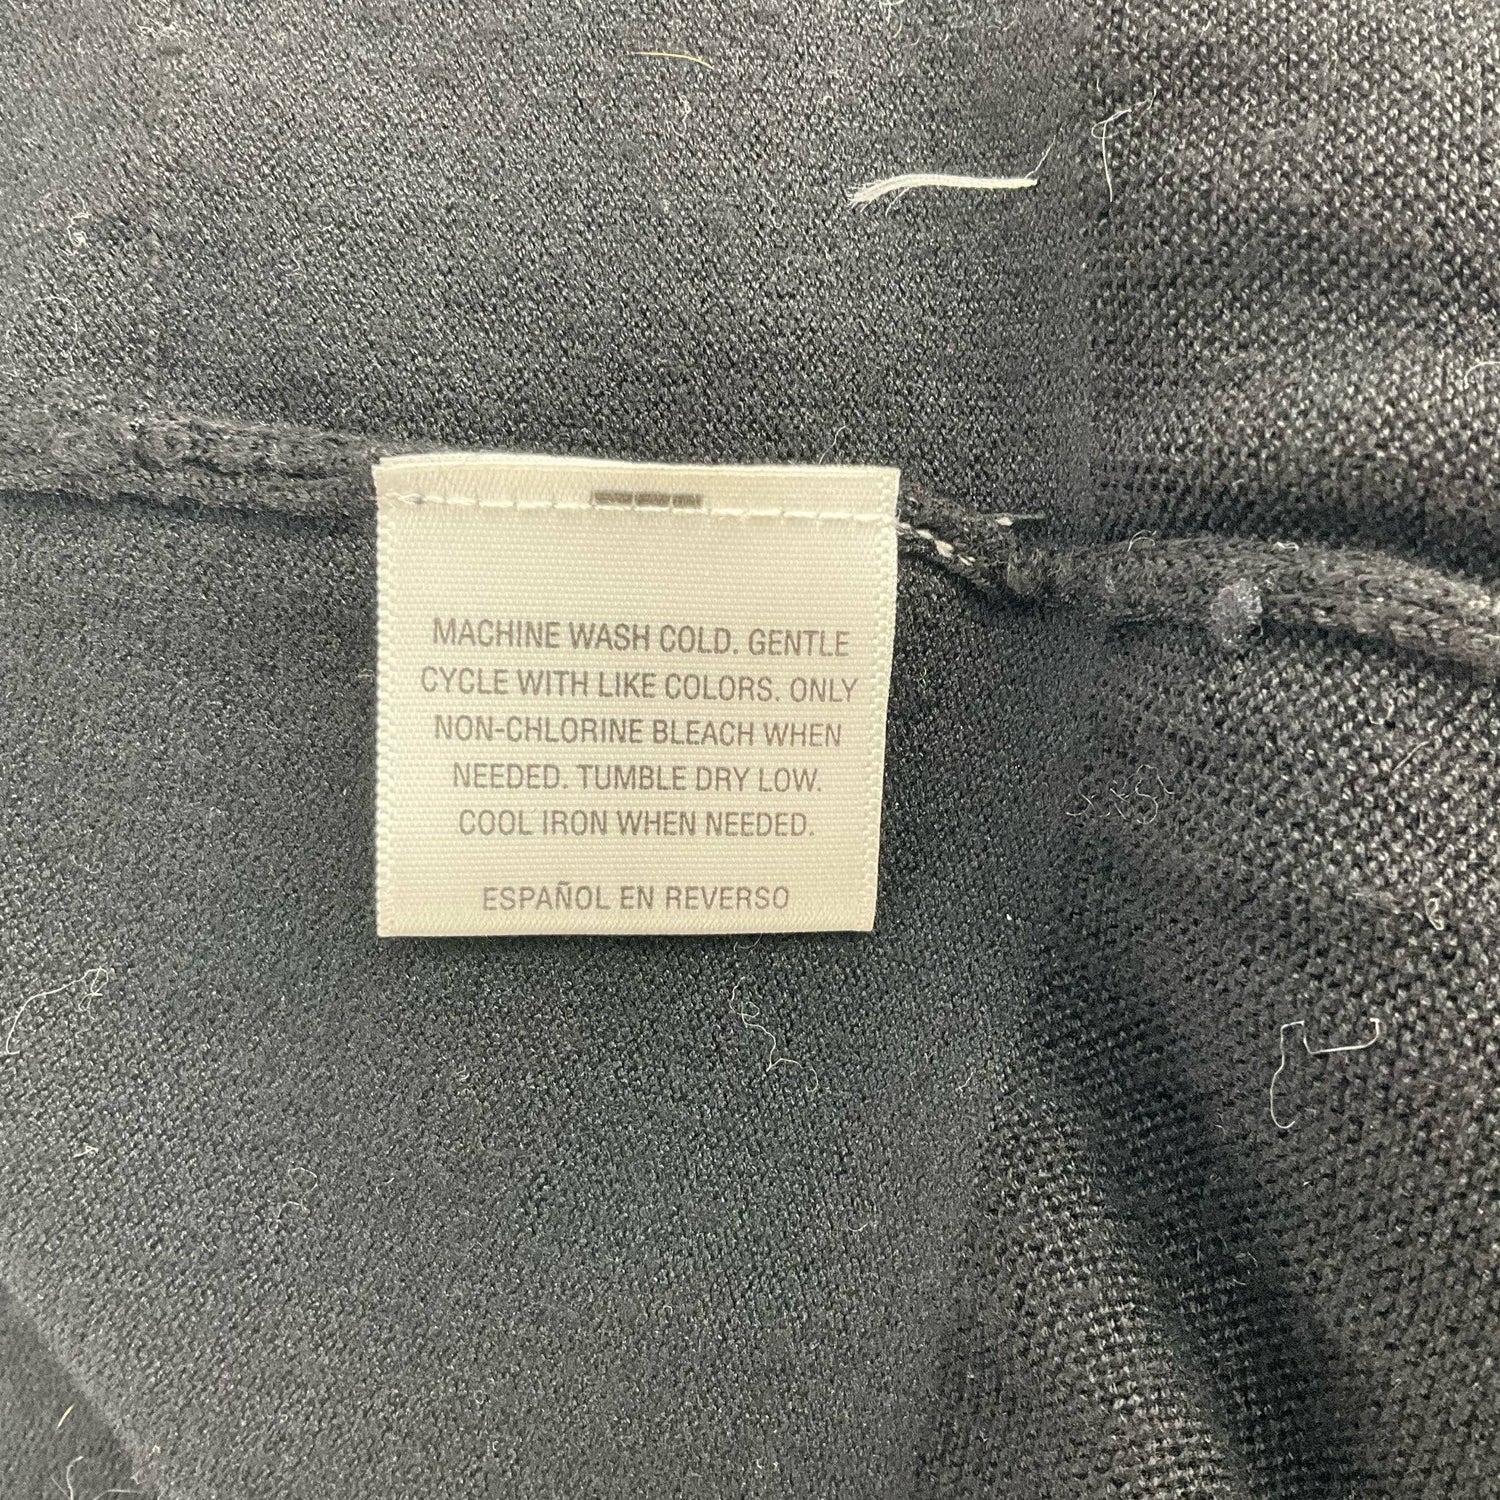 MACHINE WASH COLD. GENTLE
CYCLE WITH LIKE COLORS. ONLY
NON-CHLORINE BLEACH WHEN
NEEDED. TUMBLE DRY LOW.
COOL IRON WHEN NEEDED.
ESPAÑOL EN REVERSO